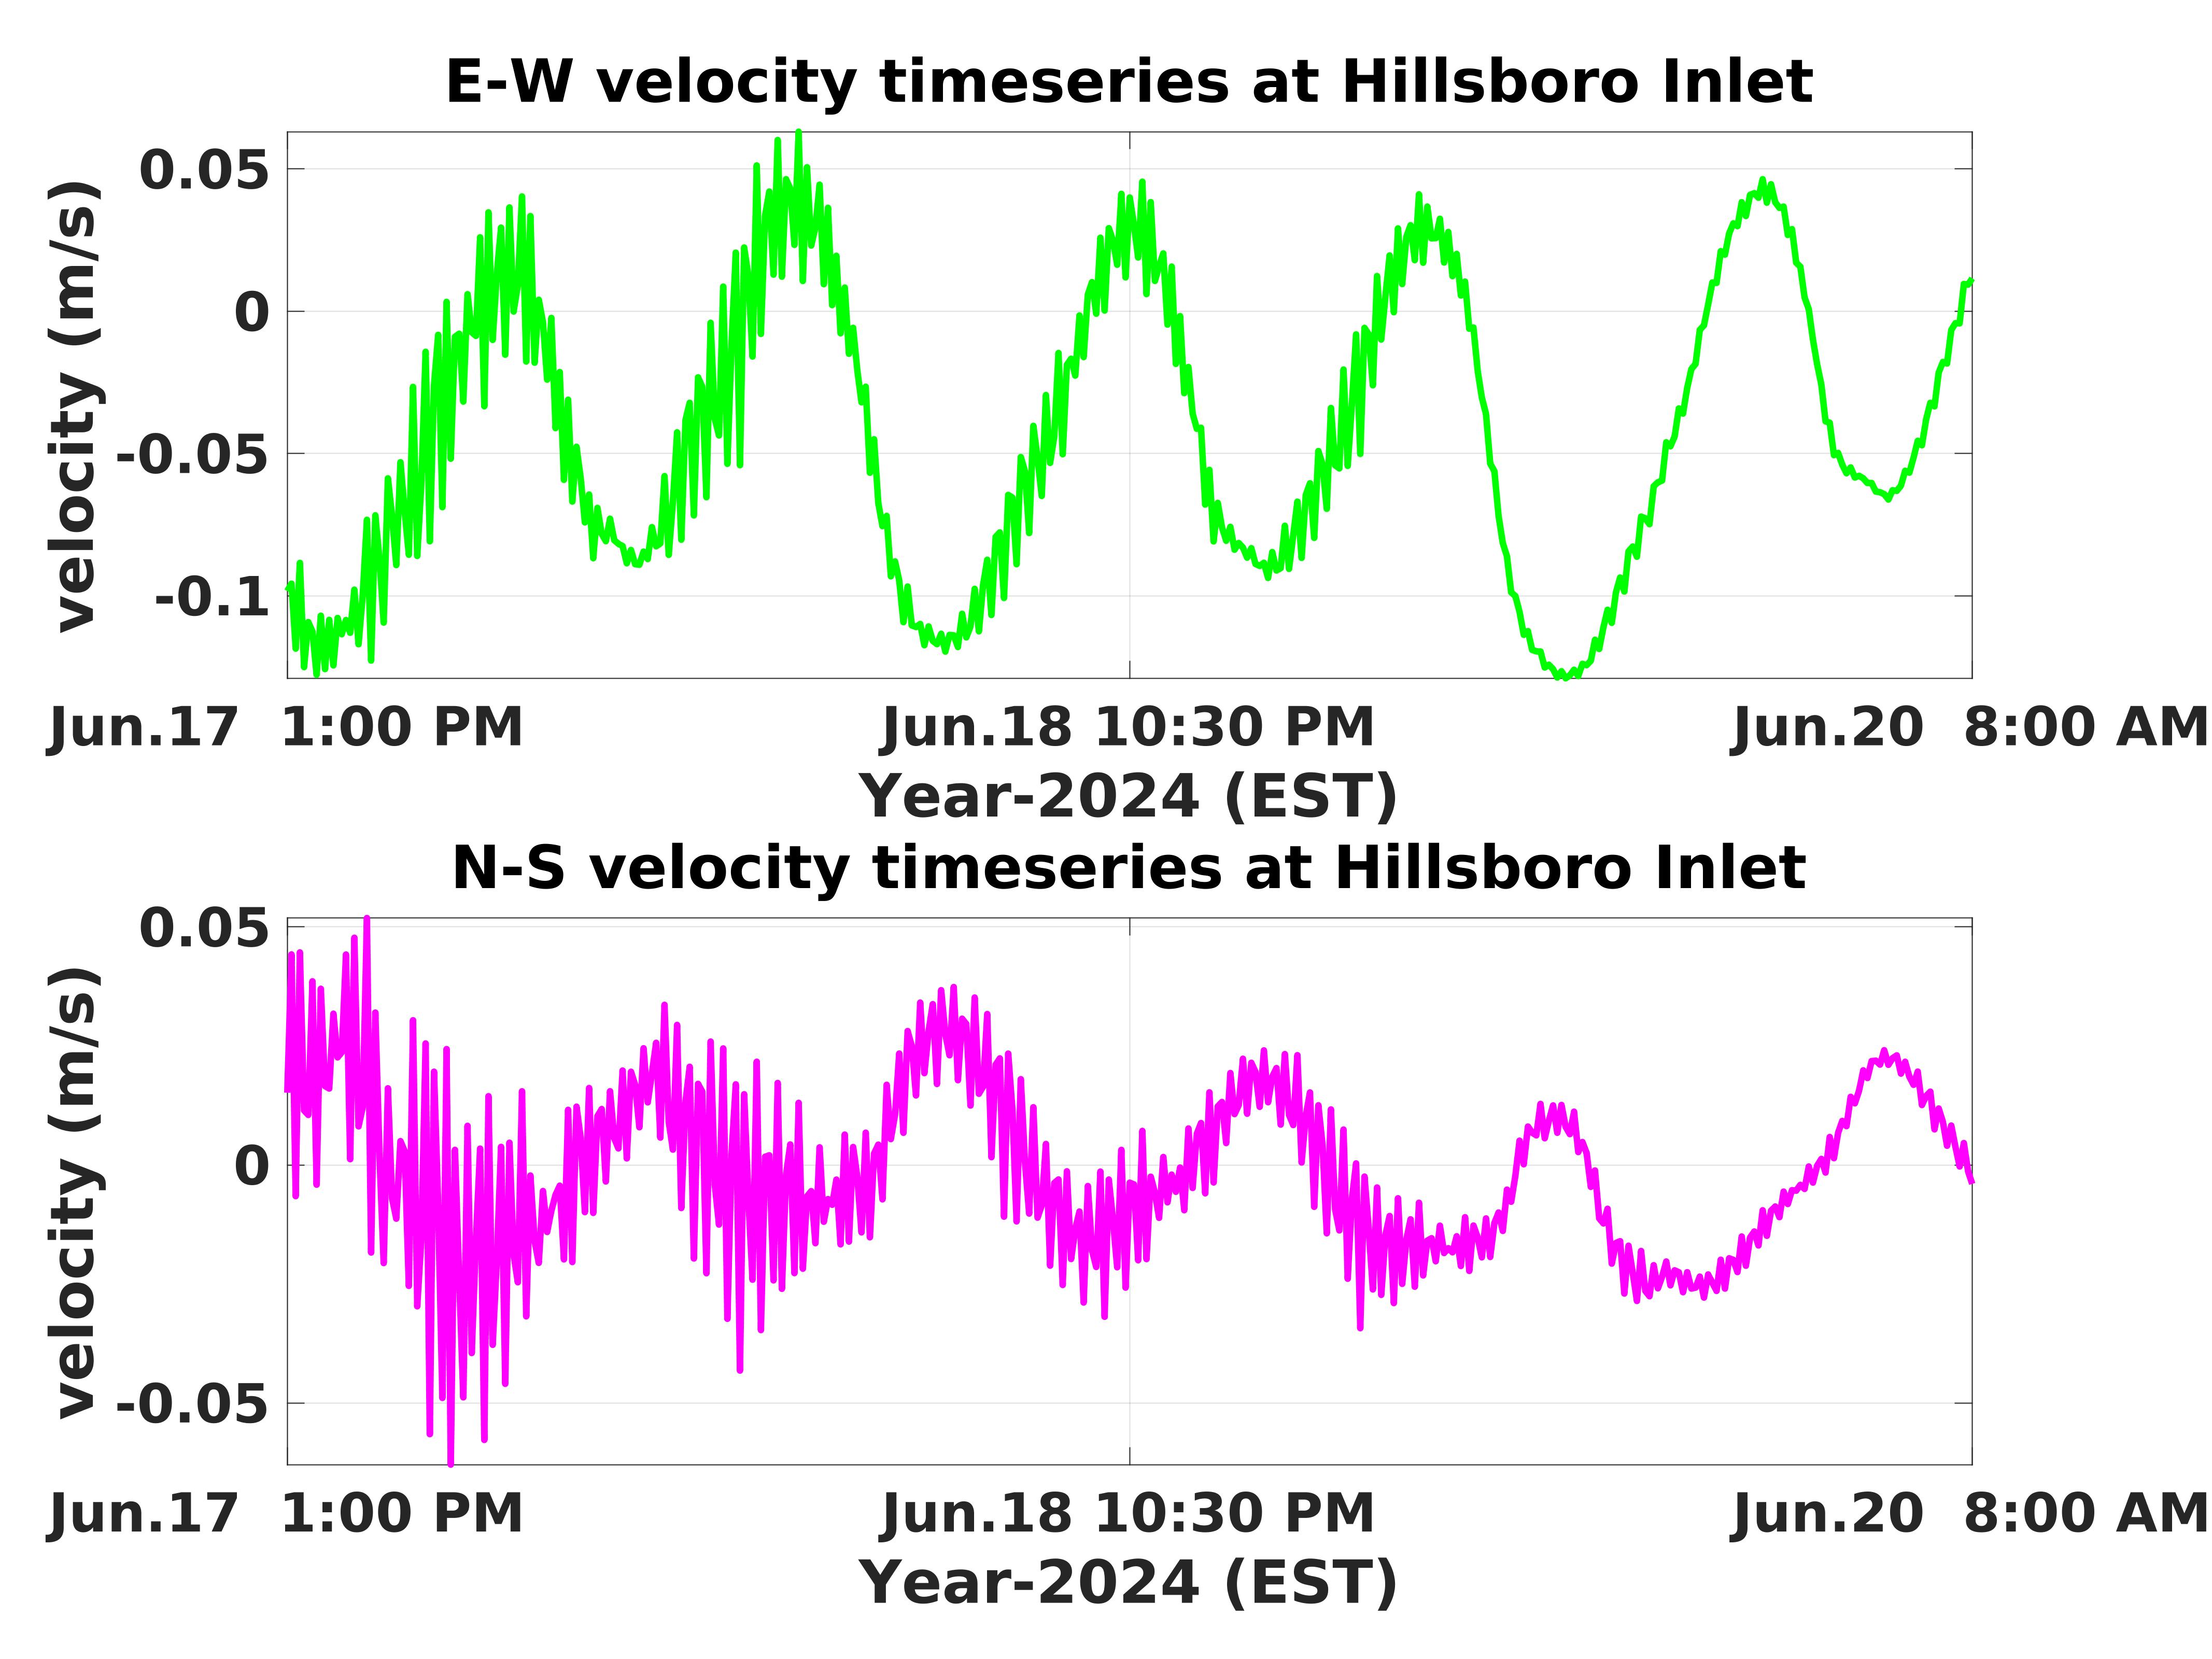 E-W velocity timeseries at Hillsboro Inlet
velocity (m/s)
0.05
0
-0.05
-0.1
Jun.17  1:00 PM
Jun.18 10:30 PM
Jun.20  8:00 AM
Year-2024 (EST)
N-S velocity timeseries at Hillsboro Inlet
velocity (m/s)
0.05
0
-0.05
Jun.17  1:00 PM
Jun.18 10:30 PM
Jun.20  8:00 AM
Year-2024 (EST)